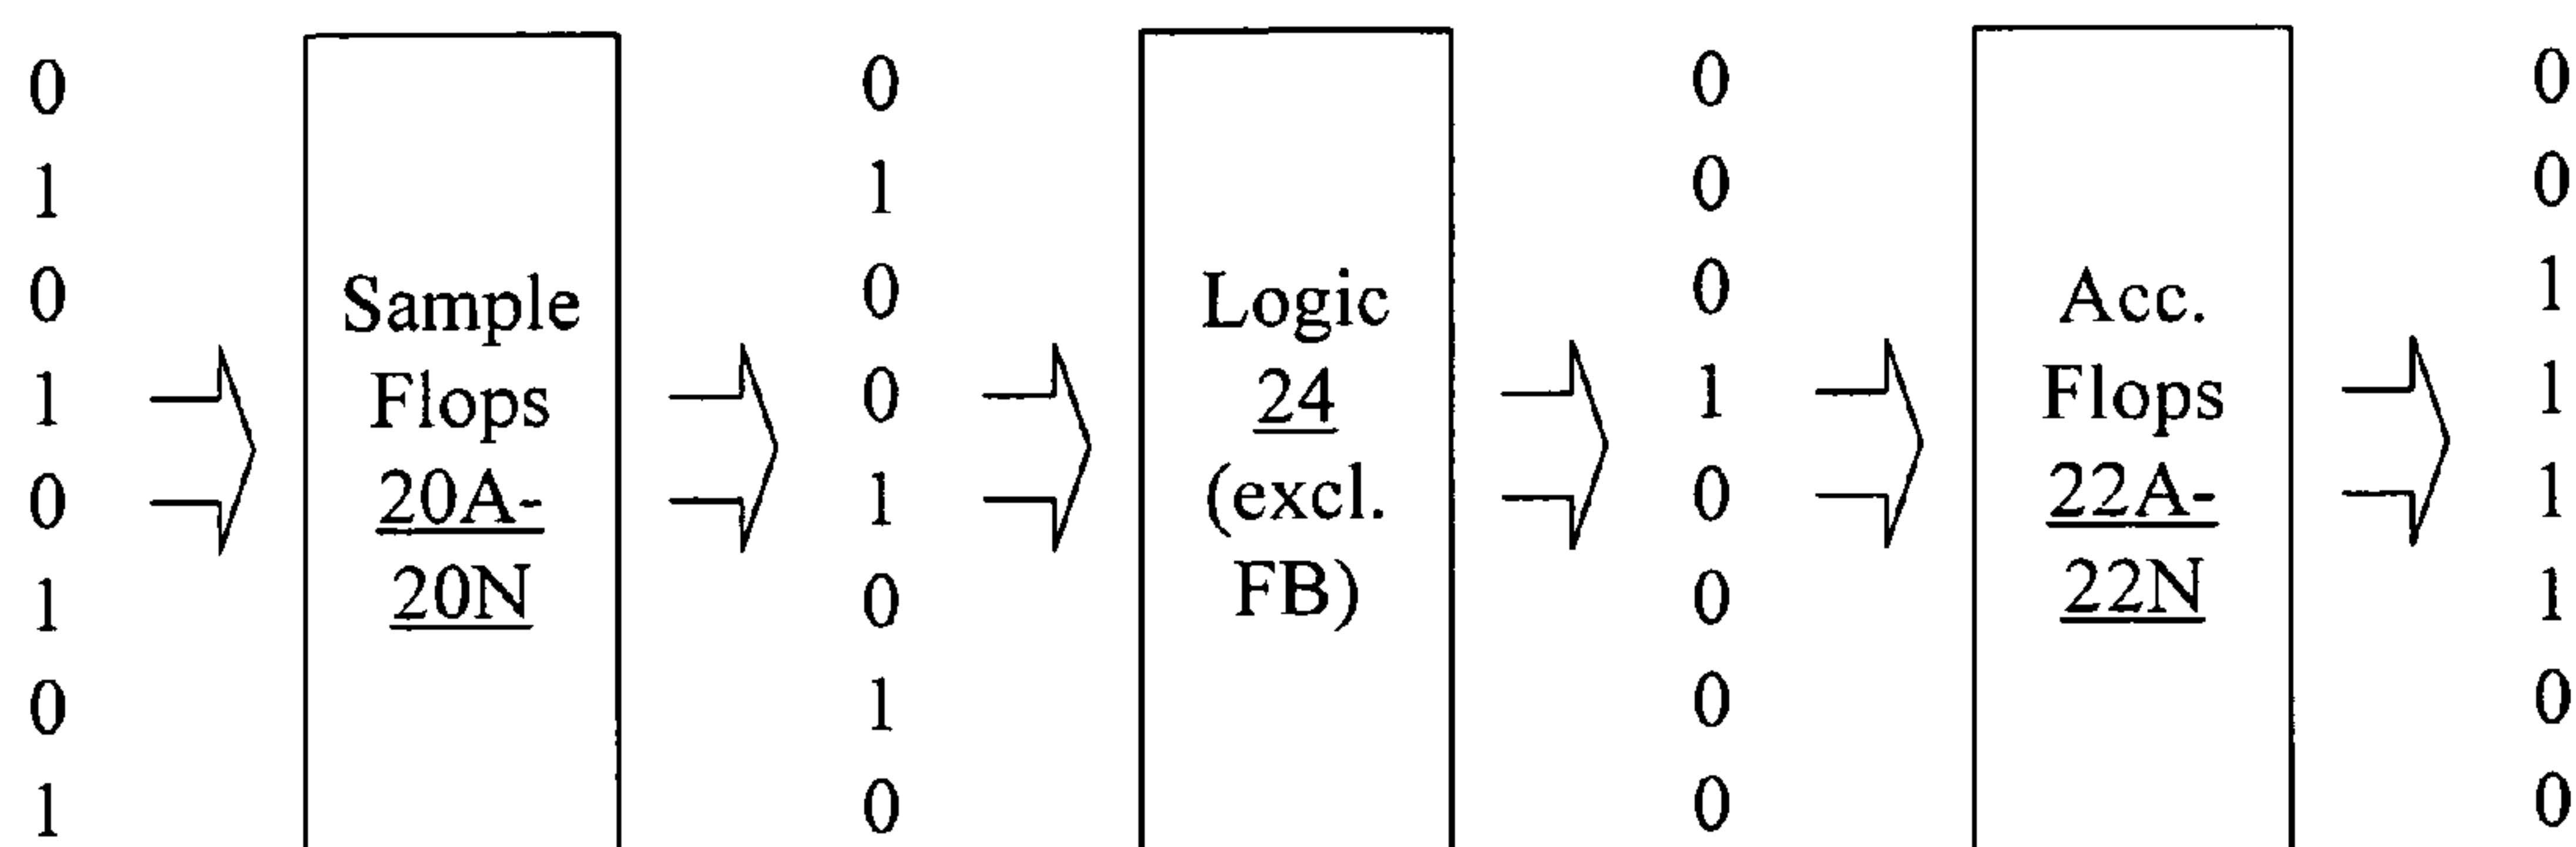 0 0 0 0
1 1 0 0
0 Sample 0 Logic 0 Acc. 1
1 Flops 0 24 1 Flops 1
0 20A- 1 (excl. 0 22A- 1
1 20N 0 FB) 0 22N 1
0 1 0 0
1 0 0 0